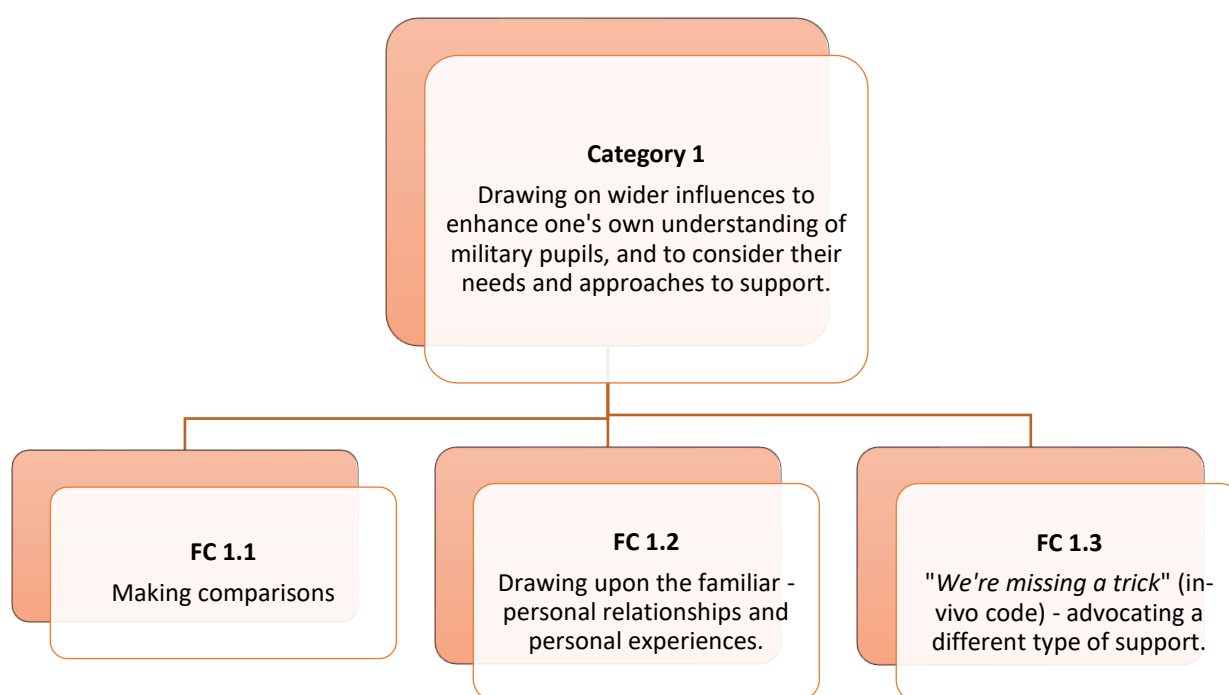 Category 1
Drawing on wider influences to
enhance one's own understanding of
military pupils, and to consider their
needs and approaches to support.
FC 1.1
Making comparisons
FC 1.2
Drawing upon the familiar -
personal relationships and
personal experiences.
FC 1.3
"We're missing a trick" (in-
vivo code) - advocating a
different type of support.